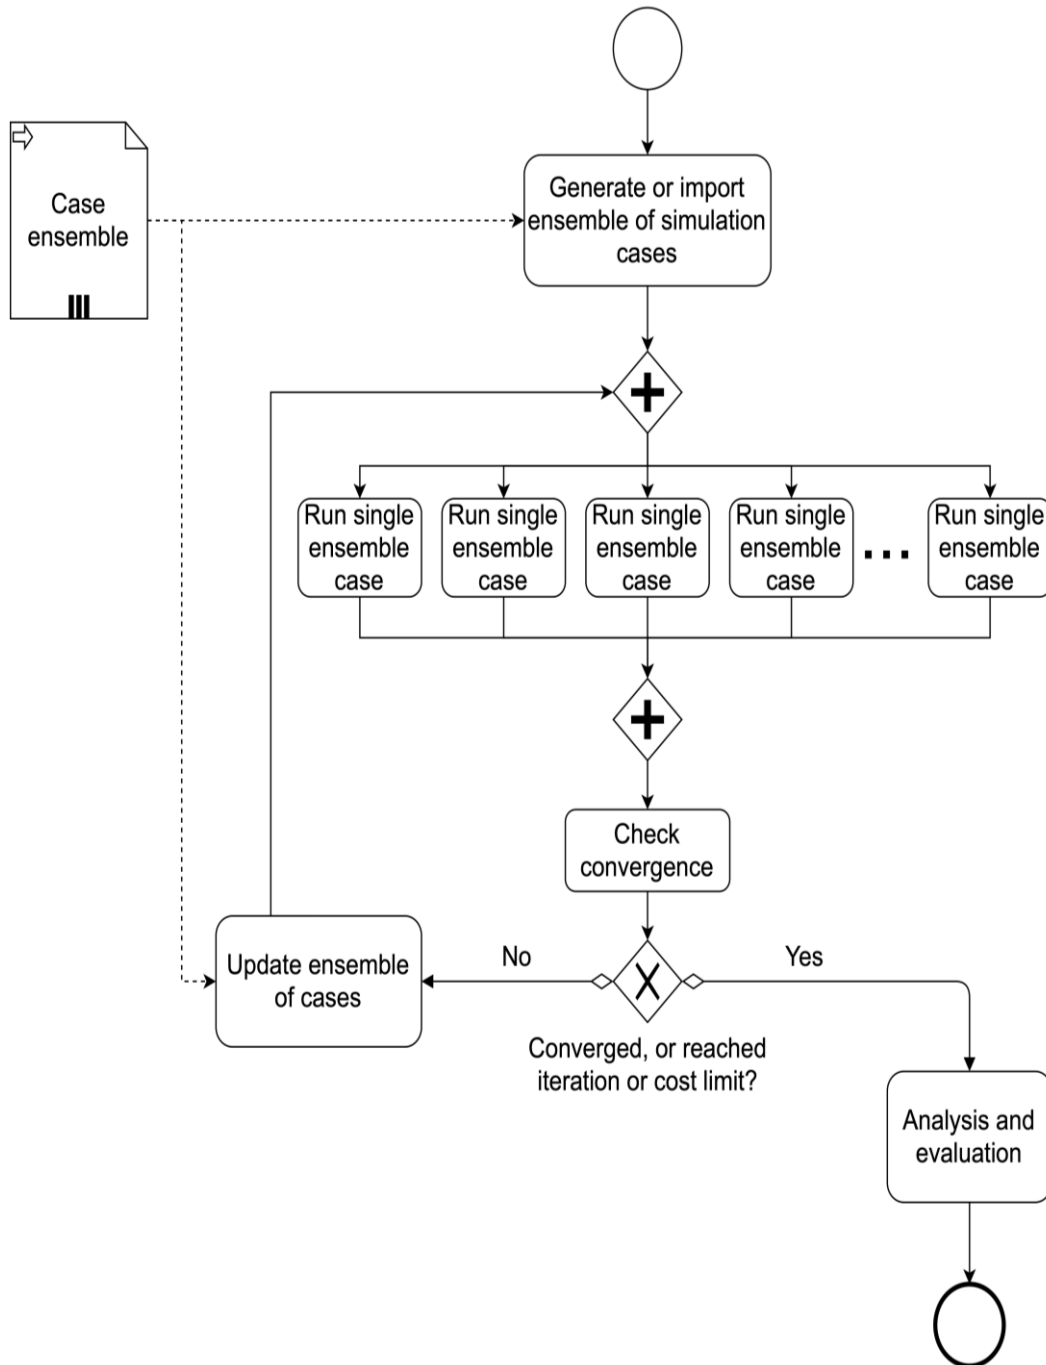 Case
ensemble
Generate or import
ensemble of simulation
cases
Run single
ensemble
case
Run single
ensemble
case
Run single
ensemble
case
Run single
ensemble
case
...
Run single
ensemble
case
Check
convergence
Update ensemble
of cases
No
Yes
Converged, or reached
iteration or cost limit?
Analysis and
evaluation